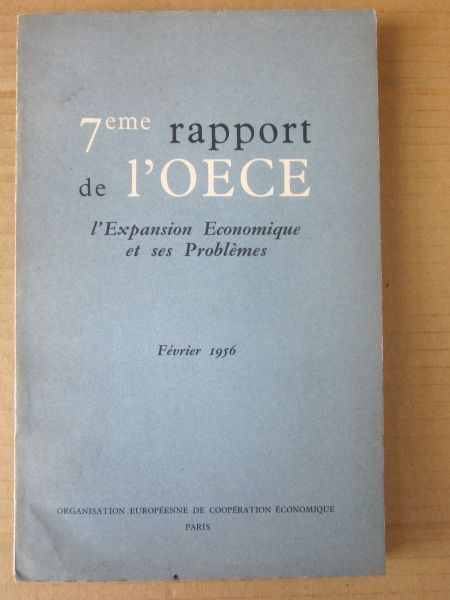 7eme rapport
de l'OECE
l'Expansion Economique
et ses Problèmes
Février 1956
ORGANISATION EUROPÉENNE DE COOPÉRATION ÉCONOMIQUE
PARIS